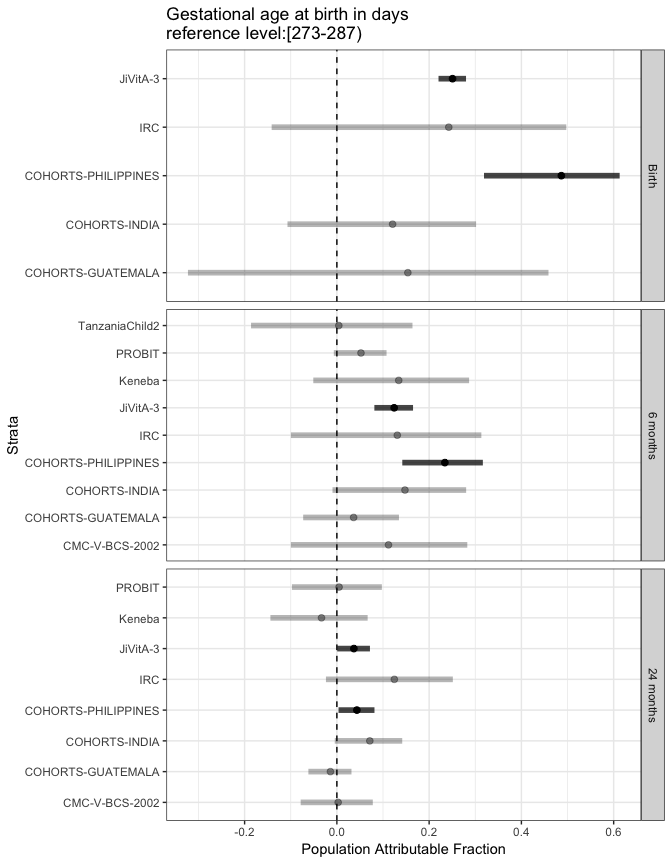 Gestational age at birth in days
reference level:[273-287)
JiVitA-3
IRC
COHORTS-PHILIPPINES
COHORTS-INDIA
COHORTS-GUATEMALA
Birth
TanzaniaChild2
PROBIT
Keneba
JiVitA-3
IRC
COHORTS-PHILIPPINES
COHORTS-INDIA
COHORTS-GUATEMALA
CMC-V-BCS-2002
6 months
Strata
PROBIT
Keneba
JiVitA-3
IRC
COHORTS-PHILIPPINES
COHORTS-INDIA
COHORTS-GUATEMALA
CMC-V-BCS-2002
24 months
-0.2 0.0 0.2 0.4 0.6
Population Attributable Fraction